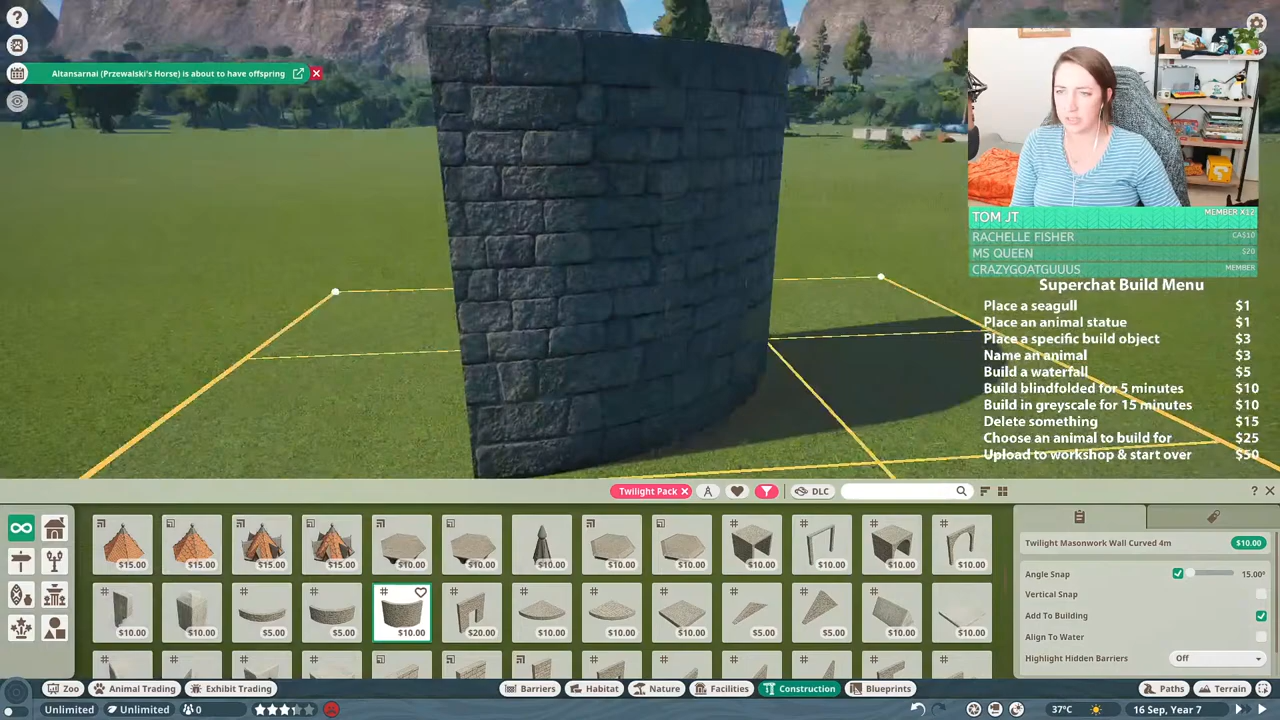 Altansarnai (Przewalski's Horse) is about to have offspring
TOM JT
MEMBER X12
RACHELLE FISHER
CA$10
MS QUEEN
$20
CRAZYGOATGUUUS
MEMBER
Superchat Build Menu
Place a seagull $1
Place an animal statue $1
Place a specific build object $3
Name an animal $3
Build a waterfall $5
Build blindfolded for 5 minutes $10
Build in greyscale for 15 minutes $10
Delete something $15
Choose an animal to build for $25
Upload to workshop & start over $50
Twilight Pack
DLC
$15.00 $15.00 $15.00 $15.00 $10.00 $10.00 $10.00 $10.00 $10.00 $10.00 $10.00 $10.00 $10.00
$10.00 $10.00 $5.00 $5.00 $10.00 $20.00 $10.00 $10.00 $10.00 $5.00 $5.00 $10.00 $10.00
Twilight Masonwork Wall Curved 4m $10.00
Angle Snap 15.00°
Vertical Snap
Add To Building
Align To Water
Highlight Hidden Barriers Off
Zoo Animal Trading Exhibit Trading Barriers Habitat Nature Facilities Construction Blueprints Paths Terrain
Unlimited Unlimited 0 37°C 16 Sep, Year 7